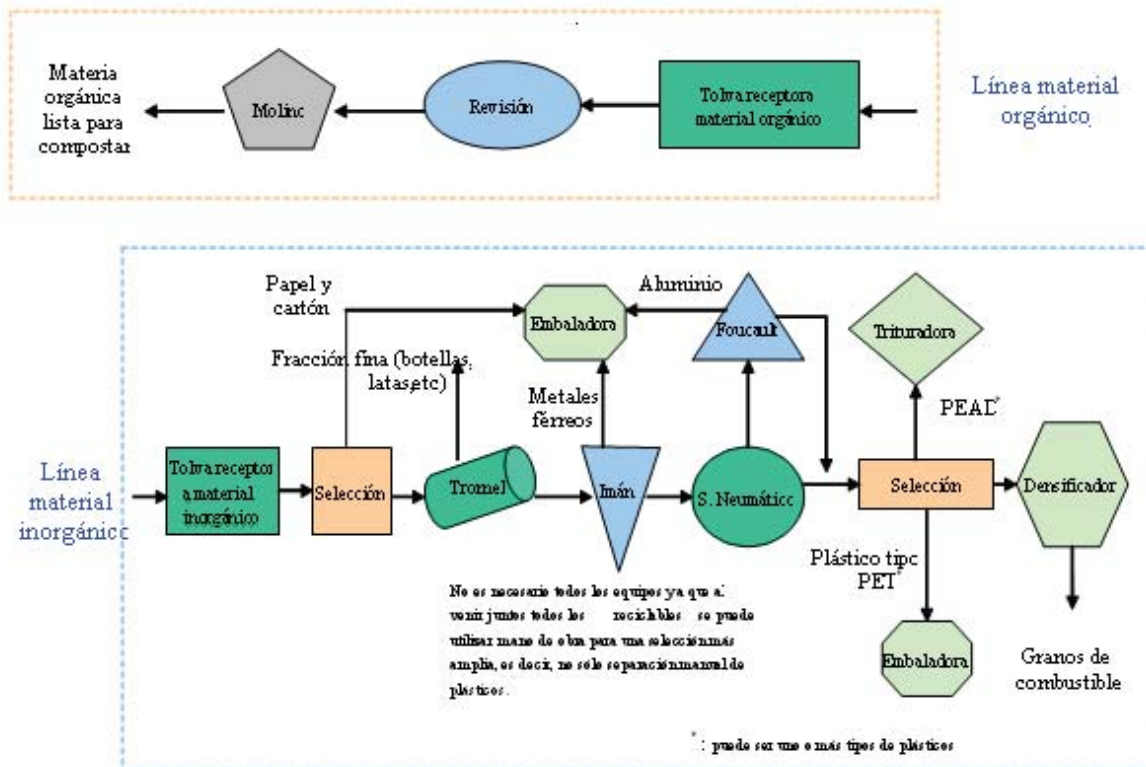 Materia
orgánica
lista para
compostar
Molino
Revisión
Tolva receptora
material orgánico
Línea material
orgánico
Papel y
cartón
Embaladora
Aluminio
Foucault
Trituradora
Fracción fina (botellas,
latas,etc)
Metales
férreos
PEAD*
Línea
material
inorgánico
Tolva receptor
a material
inorgánico
Selección
Tromel
Imán
S. Neumático
Selección
Densificador
Plástico tipo
PET*
Embaladora
Granos de
combustible
No es necesario todos los equipos ya que al
venir juntos todos los reciclables se puede
utilizar mano de obra para una selección más
amplia, es decir, no sólo separación manual de
plásticos.
* : puede ser uno o más tipos de plásticos